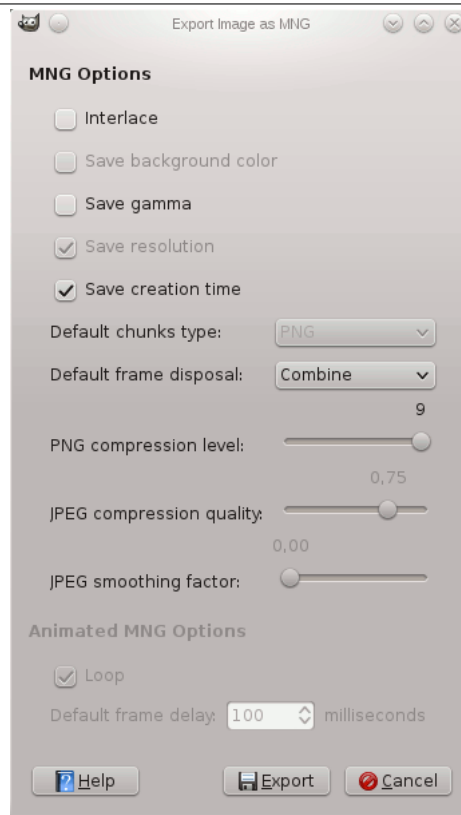 Export Image as MNG
MNG Options
Interlace
Save background color
Save gamma
Save resolution
Save creation time
Default chunks type: PNG
Default frame disposal: Combine
9
PNG compression level:
0,75
JPEG compression quality:
0,00
JPEG smoothing factor:
Animated MNG Options
Loop
Default frame delay: 100 milliseconds
Help Export Cancel